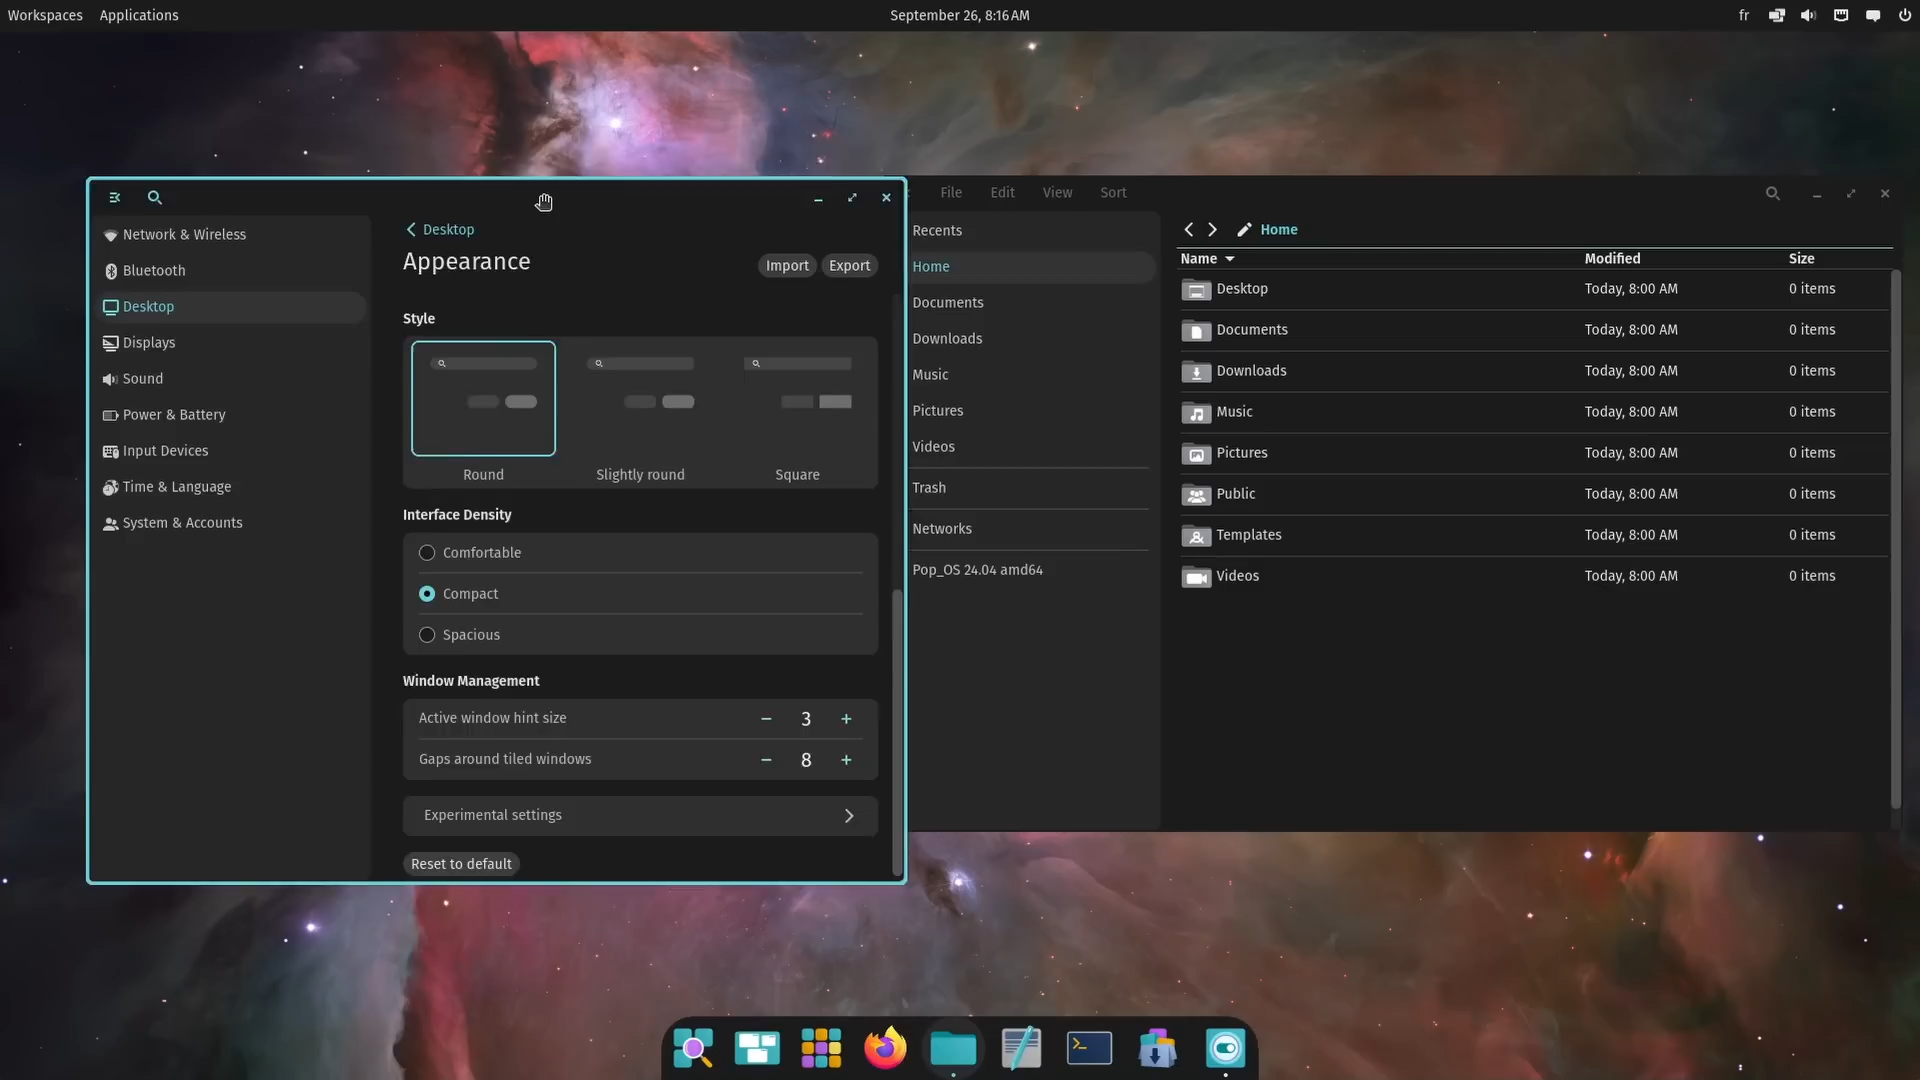 Workspaces Applications September 26, 8:16 AM fr
Network & Wireless
Bluetooth
Desktop
Displays
Sound
Power & Battery
Input Devices
Time & Language
System & Accounts
Desktop
Appearance
Import Export
Style
Round Slightly round Square
Interface Density
Comfortable
Compact
Spacious
Window Management
Active window hint size − 3 +
Gaps around tiled windows − 8 +
Experimental settings
Reset to default
File Edit View Sort
Recents
Home
Documents
Downloads
Music
Pictures
Videos
Trash
Networks
Pop_OS 24.04 amd64
Home
Name Modified Size
Desktop Today, 8:00 AM 0 items
Documents Today, 8:00 AM 0 items
Downloads Today, 8:00 AM 0 items
Music Today, 8:00 AM 0 items
Pictures Today, 8:00 AM 0 items
Public Today, 8:00 AM 0 items
Templates Today, 8:00 AM 0 items
Videos Today, 8:00 AM 0 items